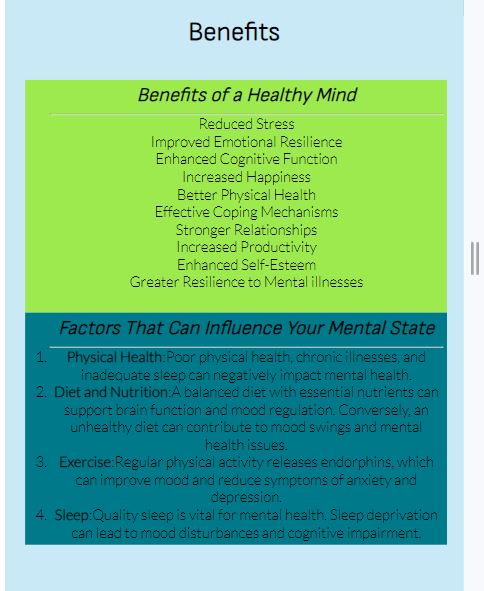 Benefits
Benefits of a Healthy Mind
Reduced Stress
Improved Emotional Resilience
Enhanced Cognitive Function
Increased Happiness
Better Physical Health
Effective Coping Mechanisms
Stronger Relationships
Increased Productivity
Enhanced Self-Esteem
Greater Resilience to Mental illnesses
Factors That Can Influence Your Mental State
1. Physical Health:Poor physical health, chronic illnesses, and
inadequate sleep can negatively impact mental health.
2. Diet and Nutrition:A balanced diet with essential nutrients can
support brain function and mood regulation. Conversely, an
unhealthy diet can contribute to mood swings and mental
health issues.
3. Exercise:Regular physical activity releases endorphins, which
can improve mood and reduce symptoms of anxiety and
depression.
4. Sleep:Quality sleep is vital for mental health. Sleep deprivation
can lead to mood disturbances and cognitive impairment.